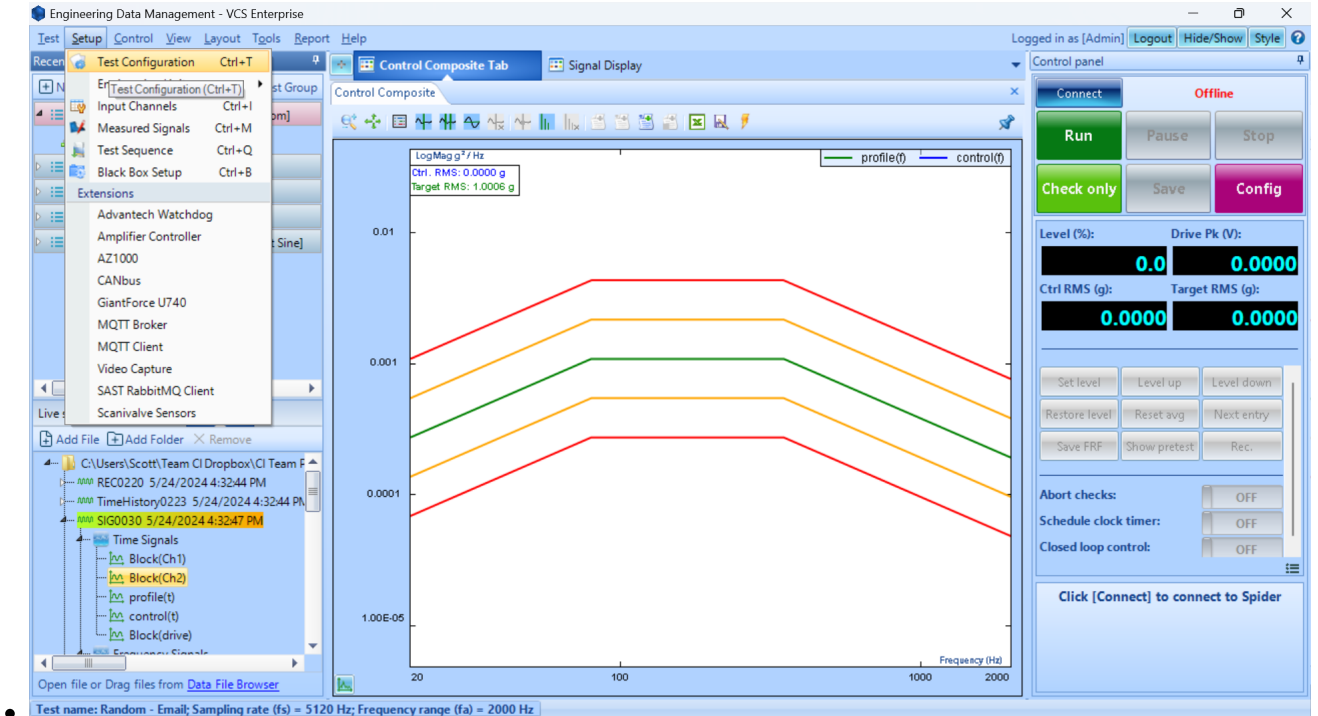 Engineering Data Management - VCS Enterprise
Test Setup Control View Layout Tools Report Help
Logged in as [Admin] Logout Hide/Show Style
Test Configuration Ctrl+T
Test Configuration (Ctrl+T)
Input Channels Ctrl+I
Measured Signals Ctrl+M
Test Sequence Ctrl+Q
Black Box Setup Ctrl+B
Extensions
Advantech Watchdog
Amplifier Controller
AZ1000
CANbus
GiantForce U740
MQTT Broker
MQTT Client
Video Capture
SAST RabbitMQ Client
Scanivalve Sensors
st Group
om]
t Sine]
Add File Add Folder Remove
C:\Users\Scott\Team CI Dropbox\CI Team
REC0220 5/24/2024 4:32:44 PM
TimeHistory0223 5/24/2024 4:32:44 PM
SIG0030 5/24/2024 4:32:47 PM
Time Signals
Block(Ch1)
Block(Ch2)
profile(t)
control(t)
Block(drive)
Frequency Signals
Open file or Drag files from Data File Browser
Control Composite Tab Signal Display
Control Composite
LogMag g²/Hz
Ctrl. RMS: 0.0000 g
Target RMS: 1.0006 g
profile(f) control(f)
0.01
0.001
0.0001
1.00E-05
Frequency (Hz)
20 100 1000 2000
Control panel
Connect Offline
Run Pause Stop
Check only Save Config
Level (%): Drive Pk (V):
0.0 0.0000
Ctrl RMS (g): Target RMS (g):
0.0000 0.0000
Set level Level up Level down
Restore level Reset avg Next entry
Save FRF Show pretest Rec.
Abort checks: OFF
Schedule clock timer: OFF
Closed loop control: OFF
Click [Connect] to connect to Spider
Test name: Random - Email; Sampling rate (fs) = 5120 Hz; Frequency range (fa) = 2000 Hz